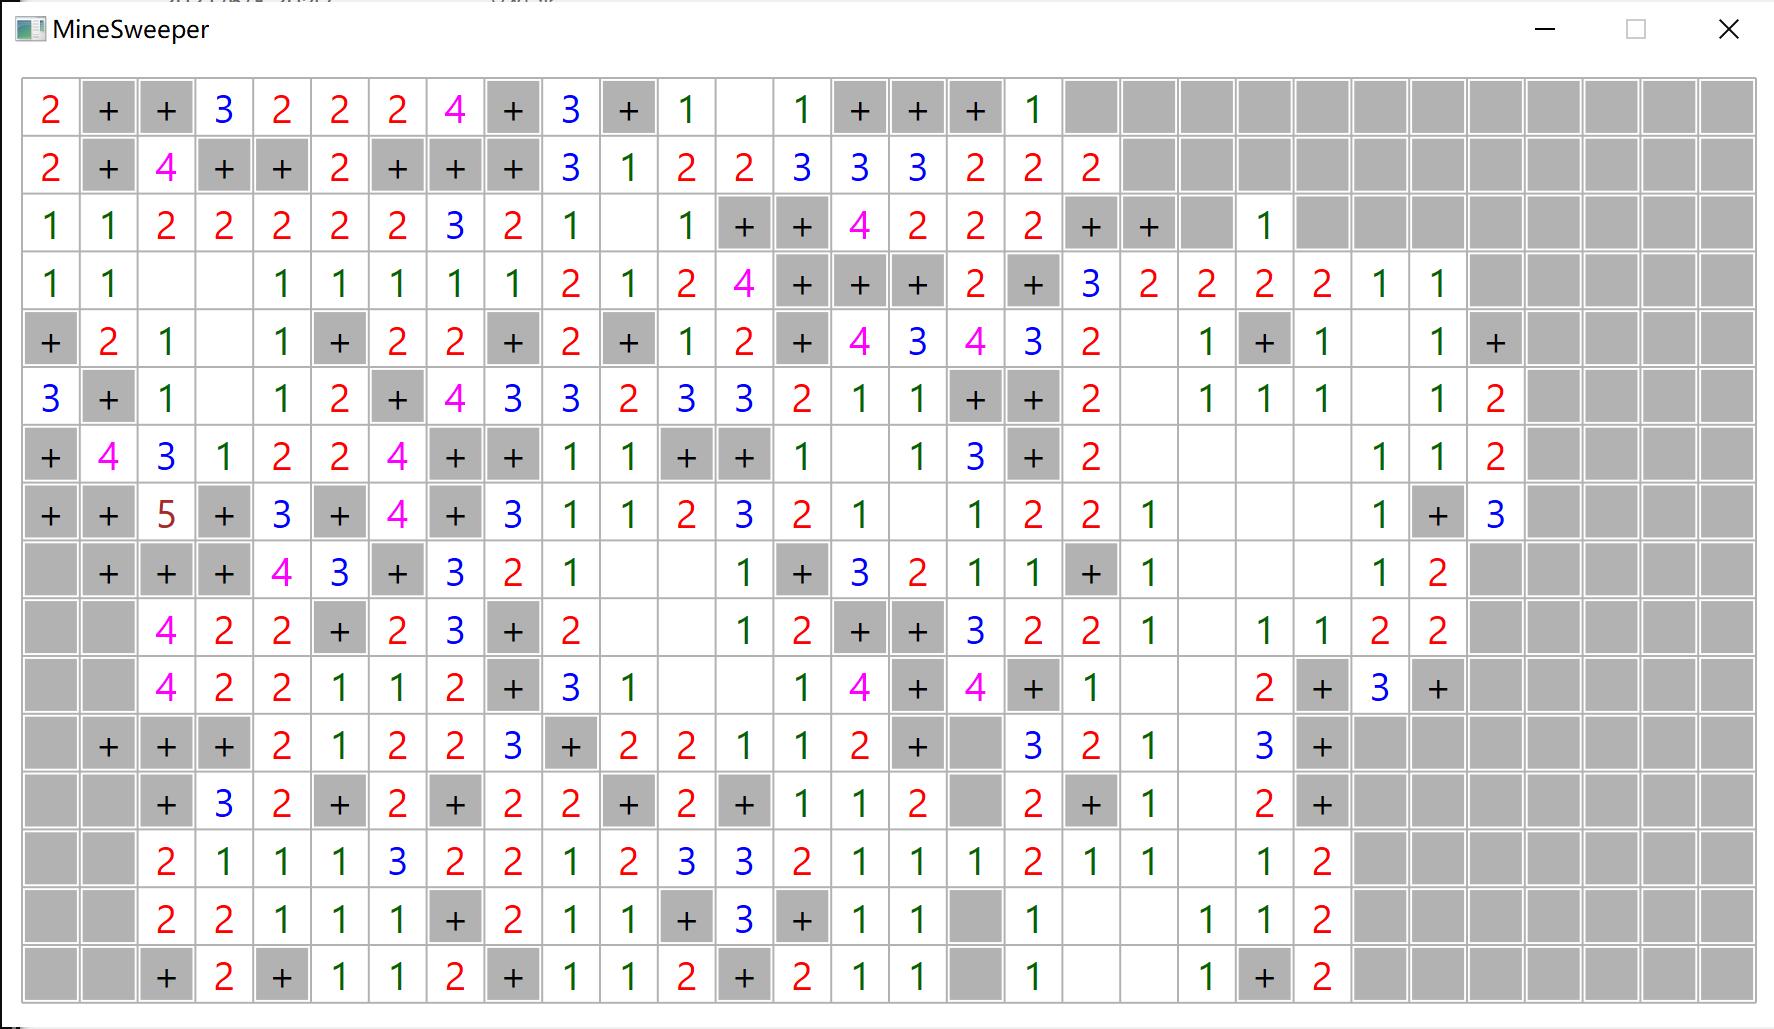 MineSweeper
2 + + 3 2 2 2 4 + 3 + 1 1 + + + 1
2 + 4 + + 2 + + + 3 1 2 2 3 3 3 2 2 2
1 1 2 2 2 2 2 3 2 1 1 + + 4 2 2 2 + + 1
1 1 1 1 1 1 1 2 1 2 4 + + + 2 + 3 2 2 2 2 1 1
+ 2 1 1 + 2 2 + 2 + 1 2 + 4 3 4 3 2 1 + 1 1 +
3 + 1 1 2 + 4 3 3 2 3 3 2 1 1 + + 2 1 1 1 1 2
+ 4 3 1 2 2 4 + + 1 1 + + 1 1 3 + 2 1 1 2
+ + 5 + 3 + 4 + 3 1 1 2 3 2 1 1 2 2 1 1 + 3
+ + + 4 3 + 3 2 1 1 + 3 2 1 1 + 1 1 2
4 2 2 + 2 3 + 2 1 2 + + 3 2 2 1 1 1 2 2
4 2 2 1 1 2 + 3 1 1 4 + 4 + 1 2 + 3 +
+ + + 2 1 2 2 3 + 2 2 1 1 2 + 3 2 1 3 +
+ 3 2 + 2 + 2 2 + 2 + 1 1 2 2 + 1 2 +
2 1 1 1 3 2 2 1 2 3 3 2 1 1 1 2 1 1 1 2
2 2 1 1 1 + 2 1 1 + 3 + 1 1 1 1 1 2
+ 2 + 1 1 2 + 1 1 2 + 2 1 1 1 1 + 2